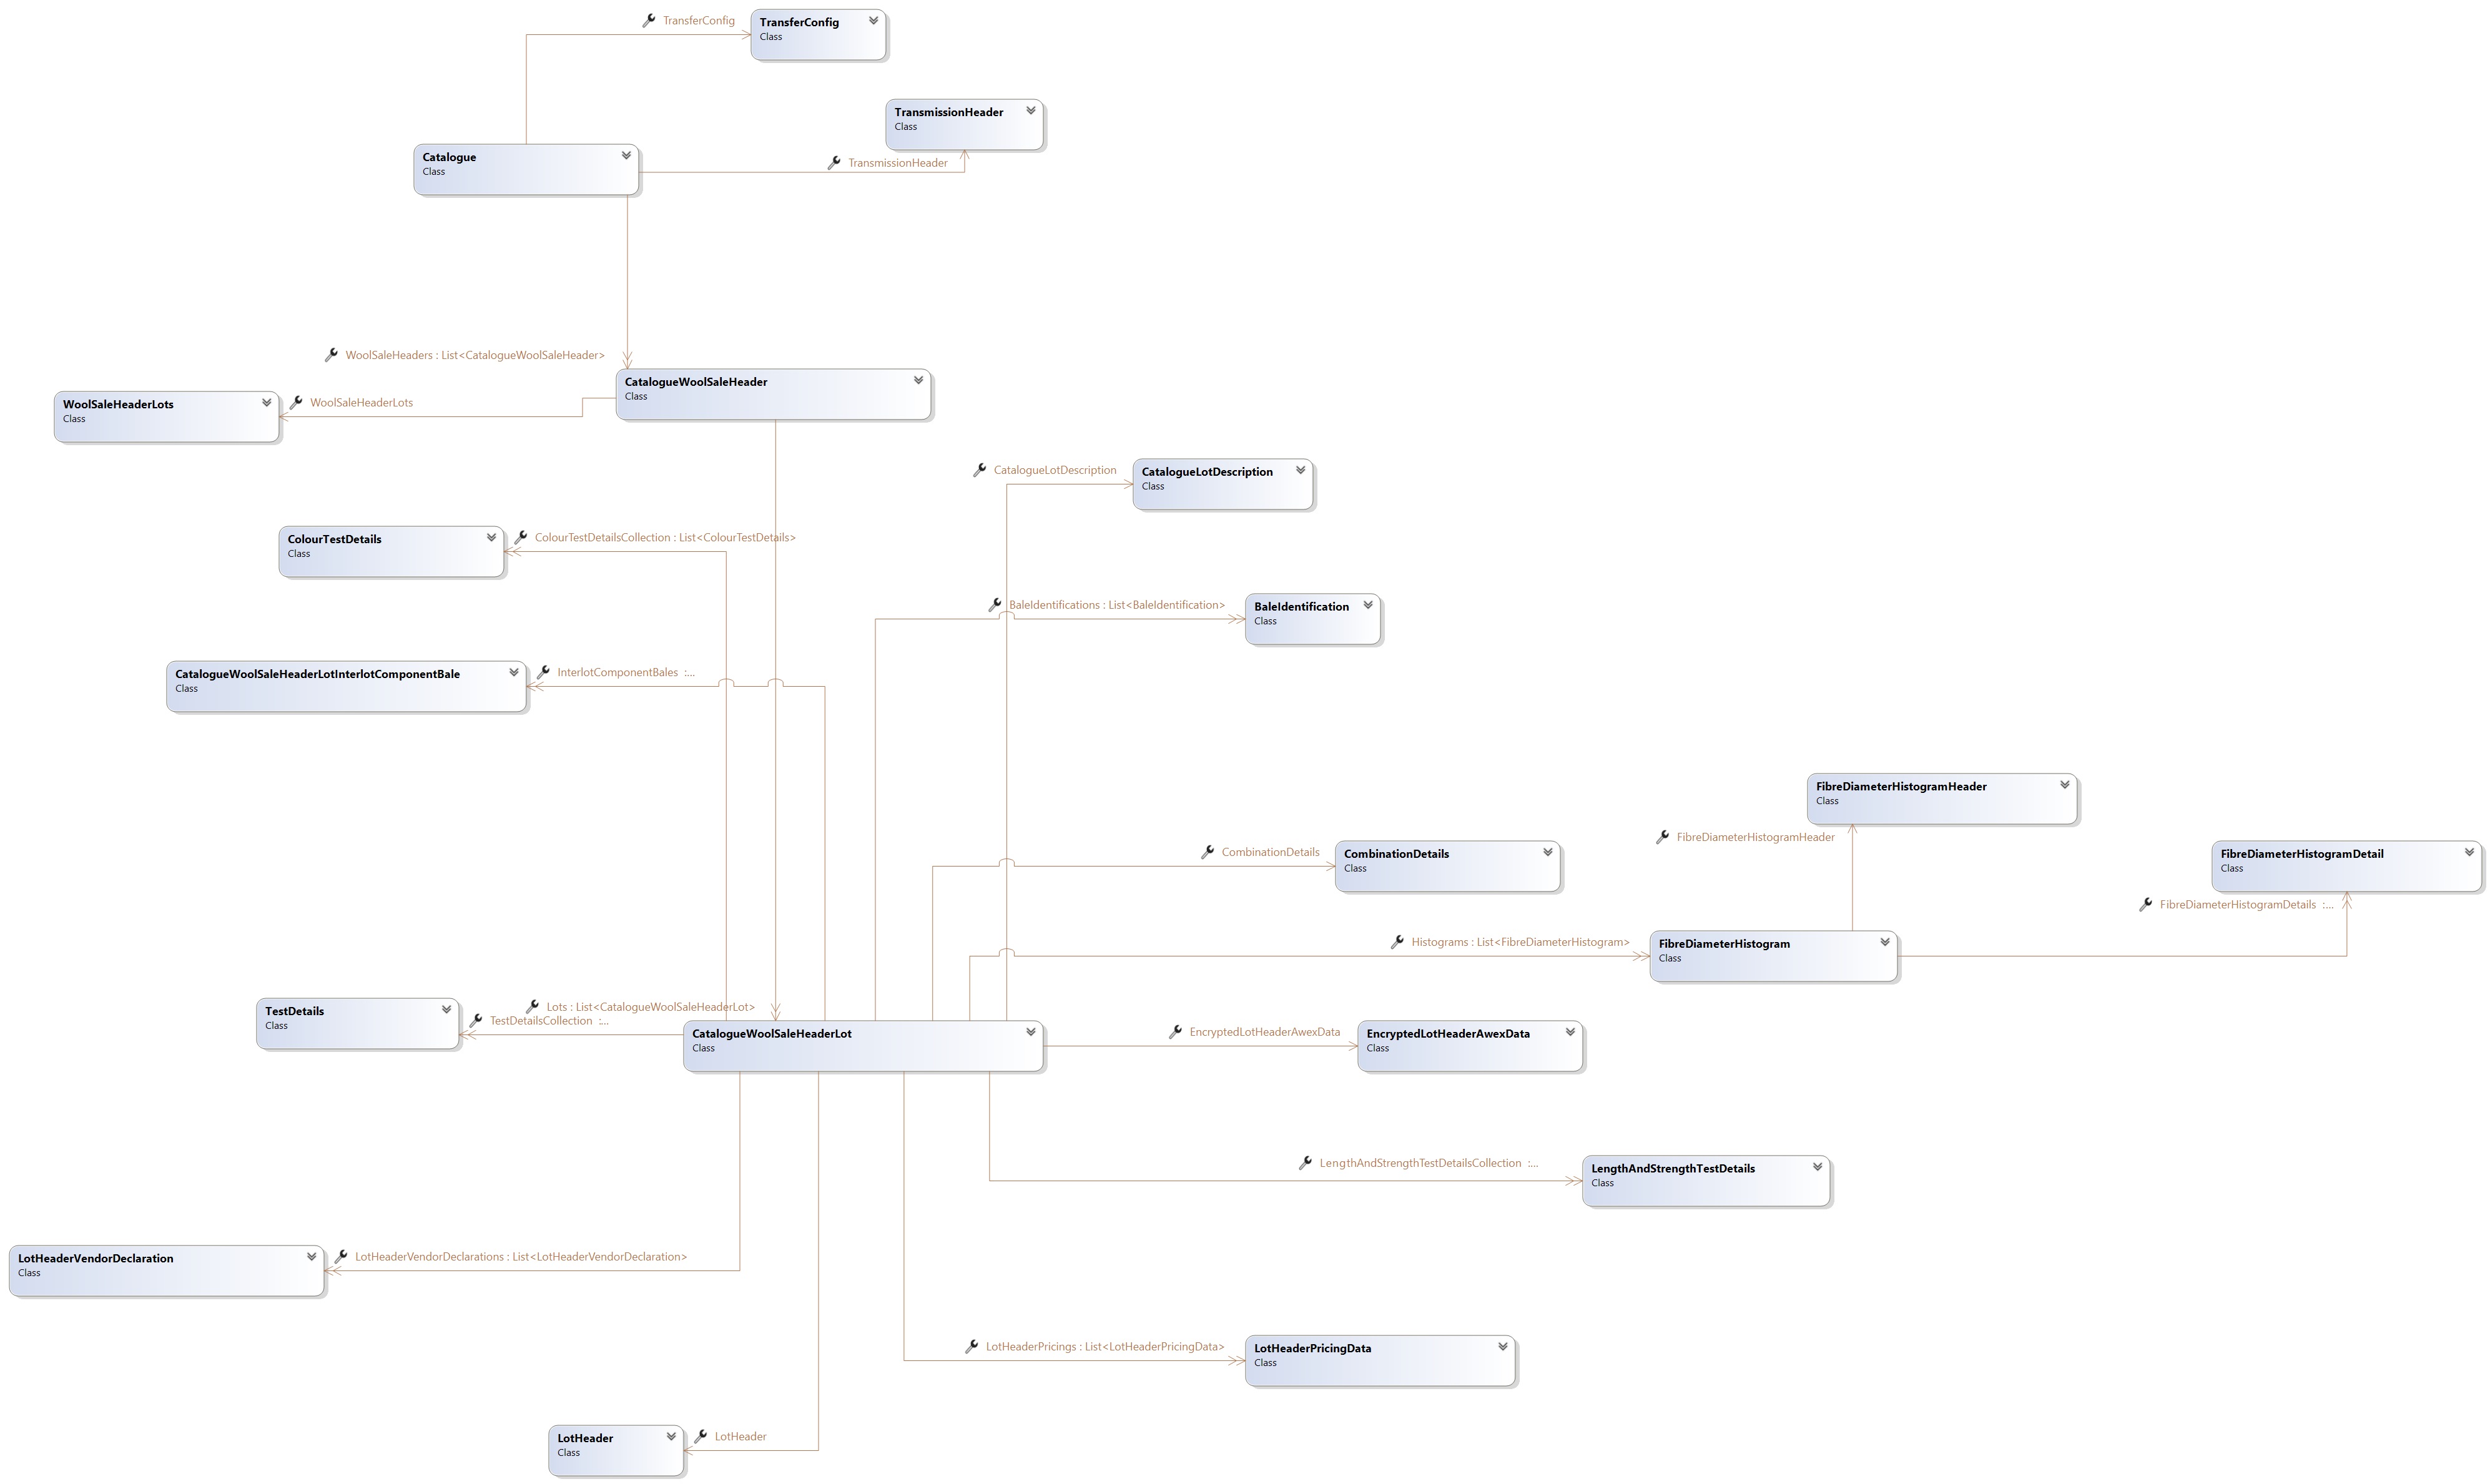 TransferConfig
TransferConfig
Class
TransmissionHeader
Class
Catalogue
Class
TransmissionHeader
WoolSaleHeaders : List<CatalogueWoolSaleHeader>
CatalogueWoolSaleHeader
Class
WoolSaleHeaderLots
Class
WoolSaleHeaderLots
CatalogueLotDescription
CatalogueLotDescription
Class
ColourTestDetails
Class
ColourTestDetailsCollection : List<ColourTestDetails>
BaleIdentifications : List<BaleIdentification>
BaleIdentification
Class
CatalogueWoolSaleHeaderLotInterlotComponentBale
Class
InterlotComponentBales :...
FibreDiameterHistogramHeader
Class
FibreDiameterHistogramHeader
CombinationDetails
CombinationDetails
Class
FibreDiameterHistogramDetail
Class
FibreDiameterHistogramDetails :...
Histograms : List<FibreDiameterHistogram>
FibreDiameterHistogram
Class
TestDetails
Class
Lots : List<CatalogueWoolSaleHeaderLot>
TestDetailsCollection :...
CatalogueWoolSaleHeaderLot
Class
EncryptedLotHeaderAwexData
EncryptedLotHeaderAwexData
Class
LengthAndStrengthTestDetailsCollection :...
LengthAndStrengthTestDetails
Class
LotHeaderVendorDeclaration
Class
LotHeaderVendorDeclarations : List<LotHeaderVendorDeclaration>
LotHeaderPricings : List<LotHeaderPricingData>
LotHeaderPricingData
Class
LotHeader
Class
LotHeader